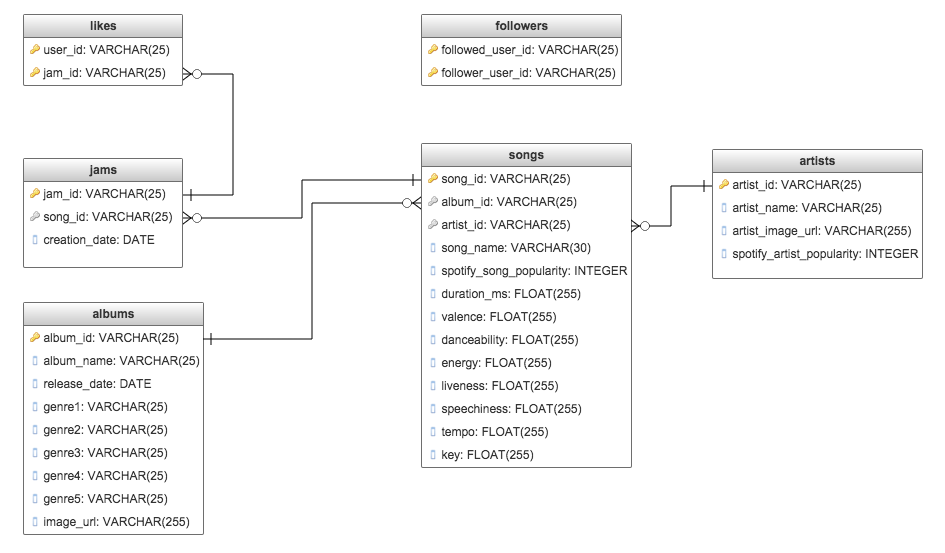 likes
user_id: VARCHAR(25)
jam_id: VARCHAR(25)
followers
followed_user_id: VARCHAR(25)
follower_user_id: VARCHAR(25)
jams
jam_id: VARCHAR(25)
song_id: VARCHAR(25)
creation_date: DATE
songs
song_id: VARCHAR(25)
album_id: VARCHAR(25)
artist_id: VARCHAR(25)
song_name: VARCHAR(30)
spotify_song_popularity: INTEGER
duration_ms: FLOAT(255)
valence: FLOAT(255)
danceability: FLOAT(255)
energy: FLOAT(255)
liveness: FLOAT(255)
speechiness: FLOAT(255)
tempo: FLOAT(255)
key: FLOAT(255)
artists
artist_id: VARCHAR(25)
artist_name: VARCHAR(25)
artist_image_url: VARCHAR(255)
spotify_artist_popularity: INTEGER
albums
album_id: VARCHAR(25)
album_name: VARCHAR(25)
release_date: DATE
genre1: VARCHAR(25)
genre2: VARCHAR(25)
genre3: VARCHAR(25)
genre4: VARCHAR(25)
genre5: VARCHAR(25)
image_url: VARCHAR(255)